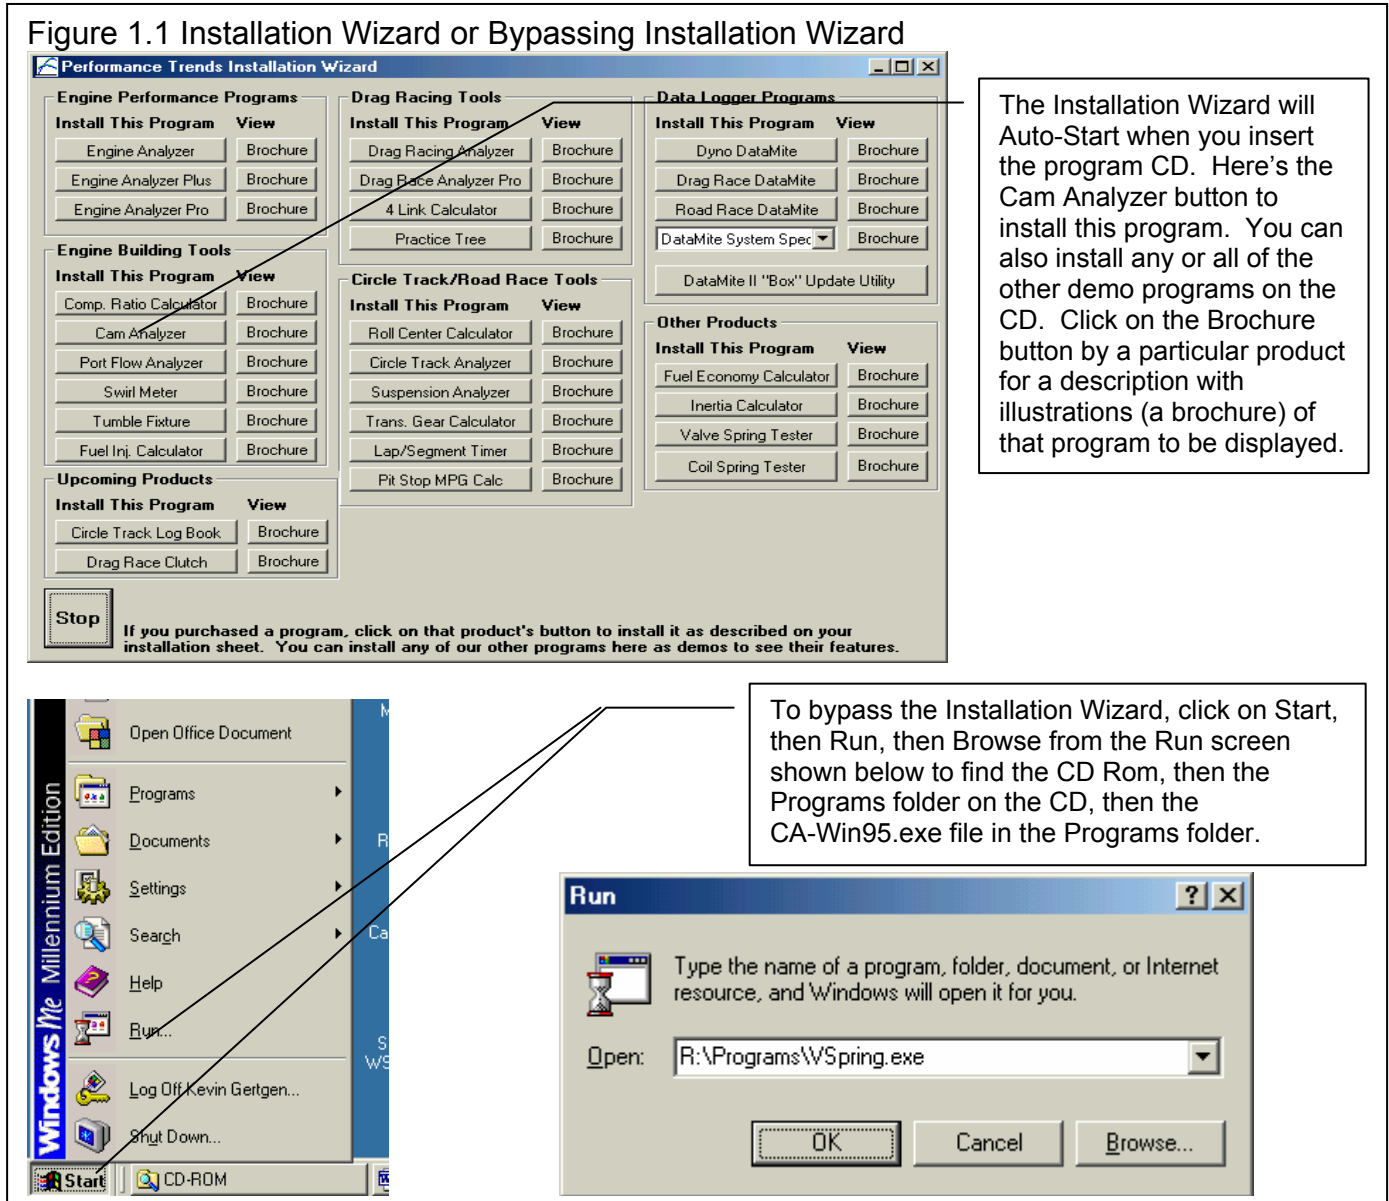 Figure 1.1 Installation Wizard or Bypassing Installation Wizard
Performance Trends Installation Wizard
Engine Performance Programs
Install This Program View
Engine Analyzer Brochure
Engine Analyzer Plus Brochure
Engine Analyzer Pro Brochure
Engine Building Tools
Install This Program View
Comp. Ratio Calculator Brochure
Cam Analyzer Brochure
Port Flow Analyzer Brochure
Swirl Meter Brochure
Tumble Fixture Brochure
Fuel Inj. Calculator Brochure
Upcoming Products
Install This Program View
Circle Track Log Book Brochure
Drag Race Clutch Brochure
Drag Racing Tools
Install This Program View
Drag Racing Analyzer Brochure
Drag Race Analyzer Pro Brochure
4 Link Calculator Brochure
Practice Tree Brochure
Circle Track/Road Race Tools
Install This Program View
Roll Center Calculator Brochure
Circle Track Analyzer Brochure
Suspension Analyzer Brochure
Trans. Gear Calculator Brochure
Lap/Segment Timer Brochure
Pit Stop MPG Calc Brochure
Data Logger Programs
Install This Program View
Dyno DataMite Brochure
Drag Race DataMite Brochure
Road Race DataMite Brochure
DataMite System Spec Brochure
DataMite II "Box" Update Utility
Other Products
Install This Program View
Fuel Economy Calculator Brochure
Inertia Calculator Brochure
Valve Spring Tester Brochure
Coil Spring Tester Brochure
Stop
If you purchased a program, click on that product's button to install it as described on your
installation sheet. You can install any of our other programs here as demos to see their features.
The Installation Wizard will
Auto-Start when you insert
the program CD. Here's the
Cam Analyzer button to
install this program. You can
also install any or all of the
other demo programs on the
CD. Click on the Brochure
button by a particular product
for a description with
illustrations (a brochure) of
that program to be displayed.
Windows Me Millennium Edition
Open Office Document
Programs
Documents
Settings
Search
Help
Run...
Log Off Kevin Gertgen...
Shut Down...
Start
CD-ROM
M
R
Ca
S
WS
To bypass the Installation Wizard, click on Start,
then Run, then Browse from the Run screen
shown below to find the CD Rom, then the
Programs folder on the CD, then the
CA-Win95.exe file in the Programs folder.
Run
Type the name of a program, folder, document, or Internet
resource, and Windows will open it for you.
Open: R:\Programs\VSpring.exe
OK Cancel Browse...